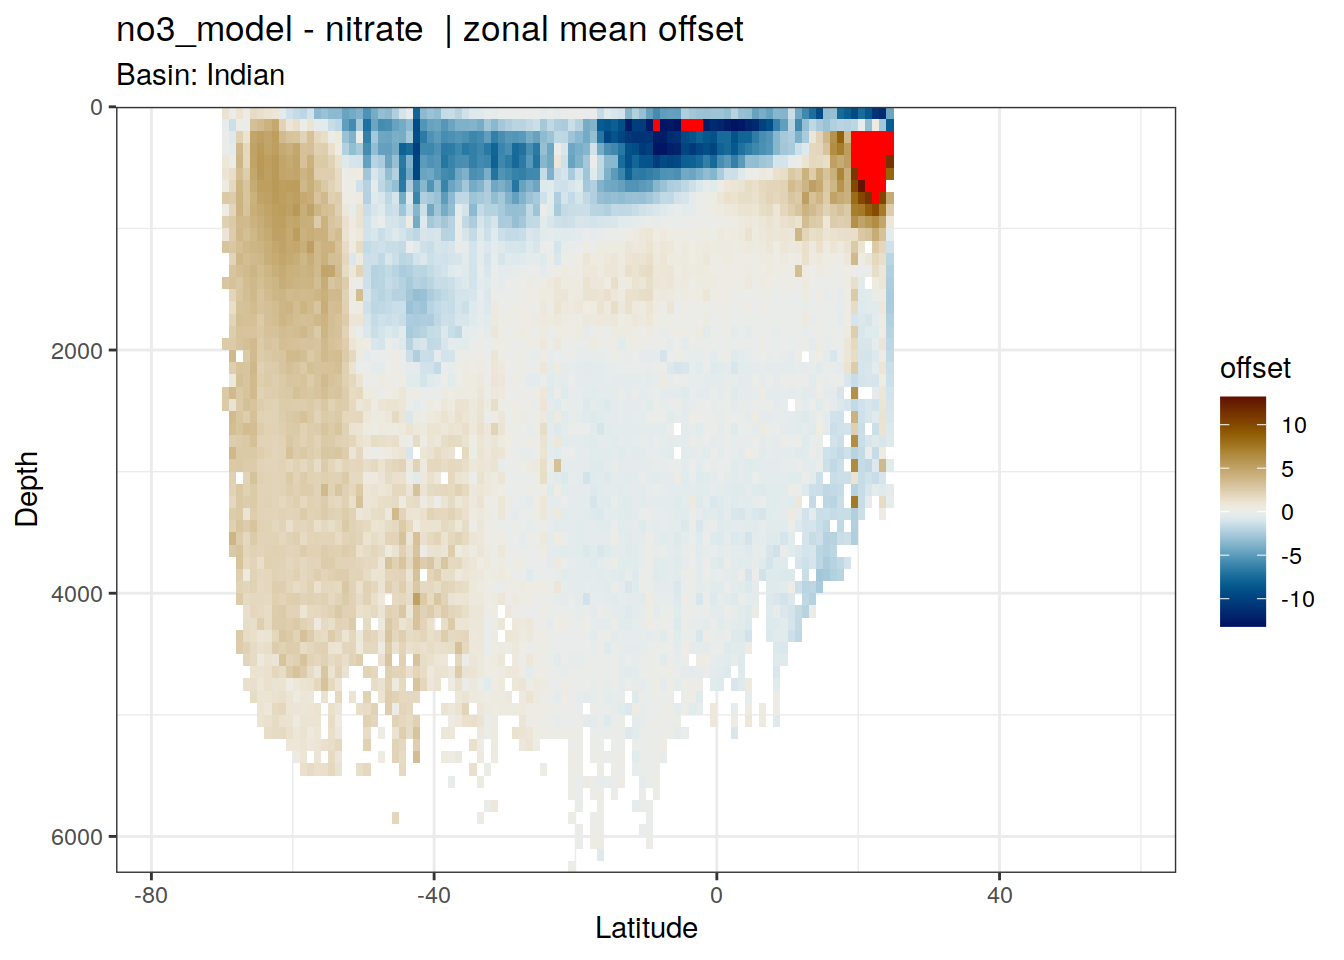 no3_model - nitrate  | zonal mean offset
Basin: Indian
0
2000
4000
6000
Depth
-80
-40
0
40
Latitude
offset
10
5
0
-5
-10